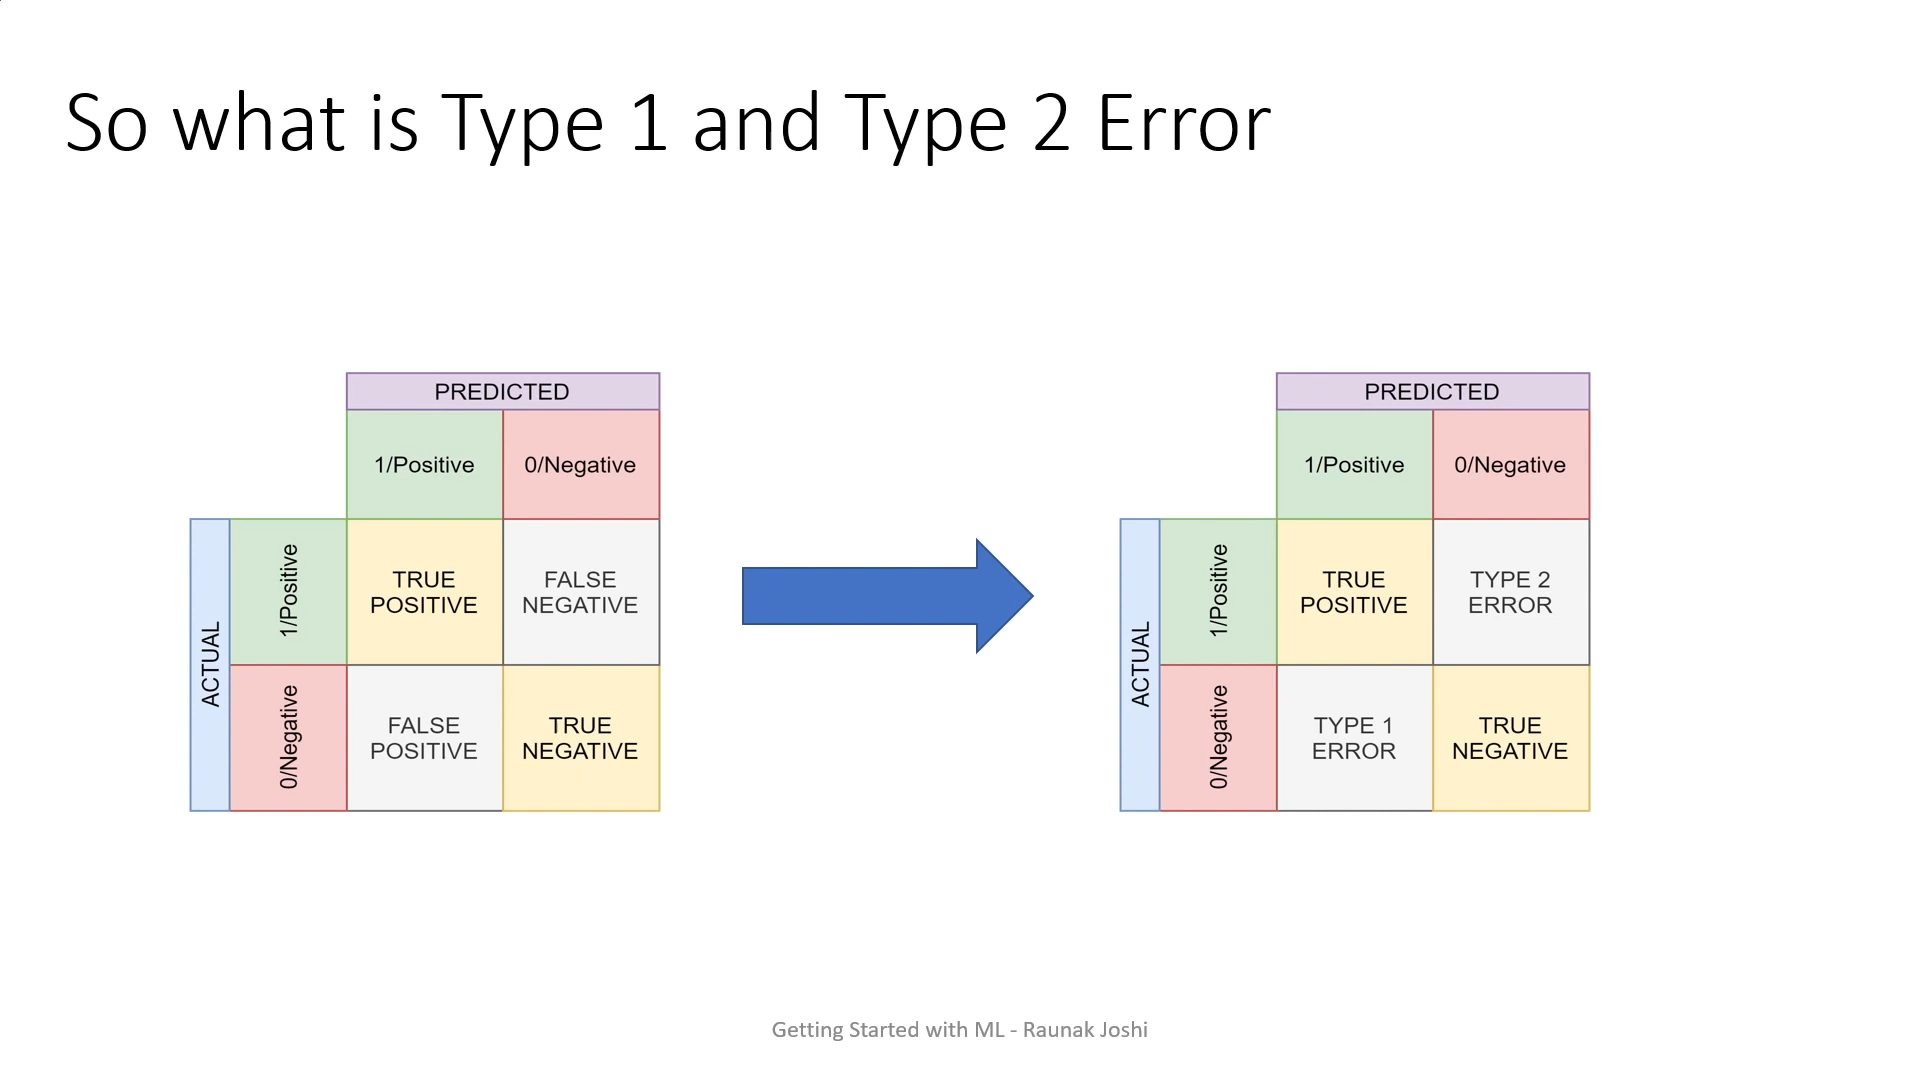 So what is Type 1 and Type 2 Error
PREDICTED
1/Positive
0/Negative
ACTUAL
1/Positive
TRUE
POSITIVE
FALSE
NEGATIVE
0/Negative
FALSE
POSITIVE
TRUE
NEGATIVE
PREDICTED
1/Positive
0/Negative
ACTUAL
1/Positive
TRUE
POSITIVE
TYPE 2
ERROR
0/Negative
TYPE 1
ERROR
TRUE
NEGATIVE
Getting Started with ML - Raunak Joshi